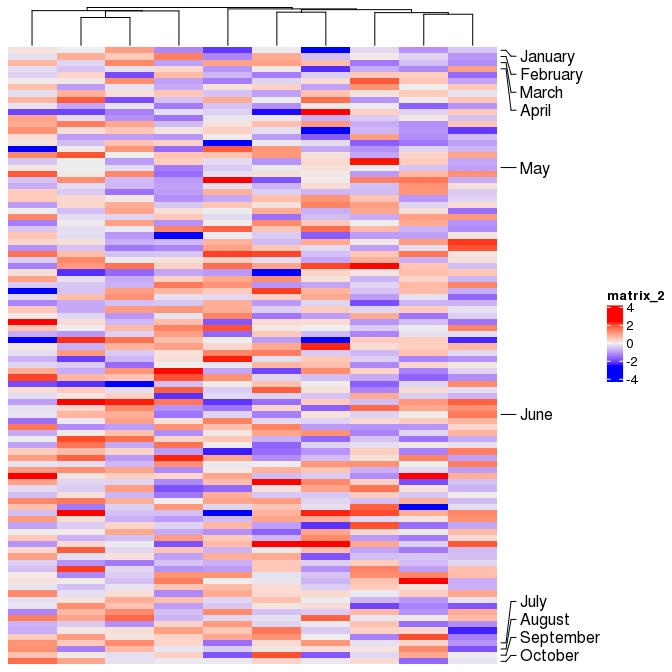 January
February
March
April
May
matrix_2
4
2
0
-2
-4
June
July
August
September
October